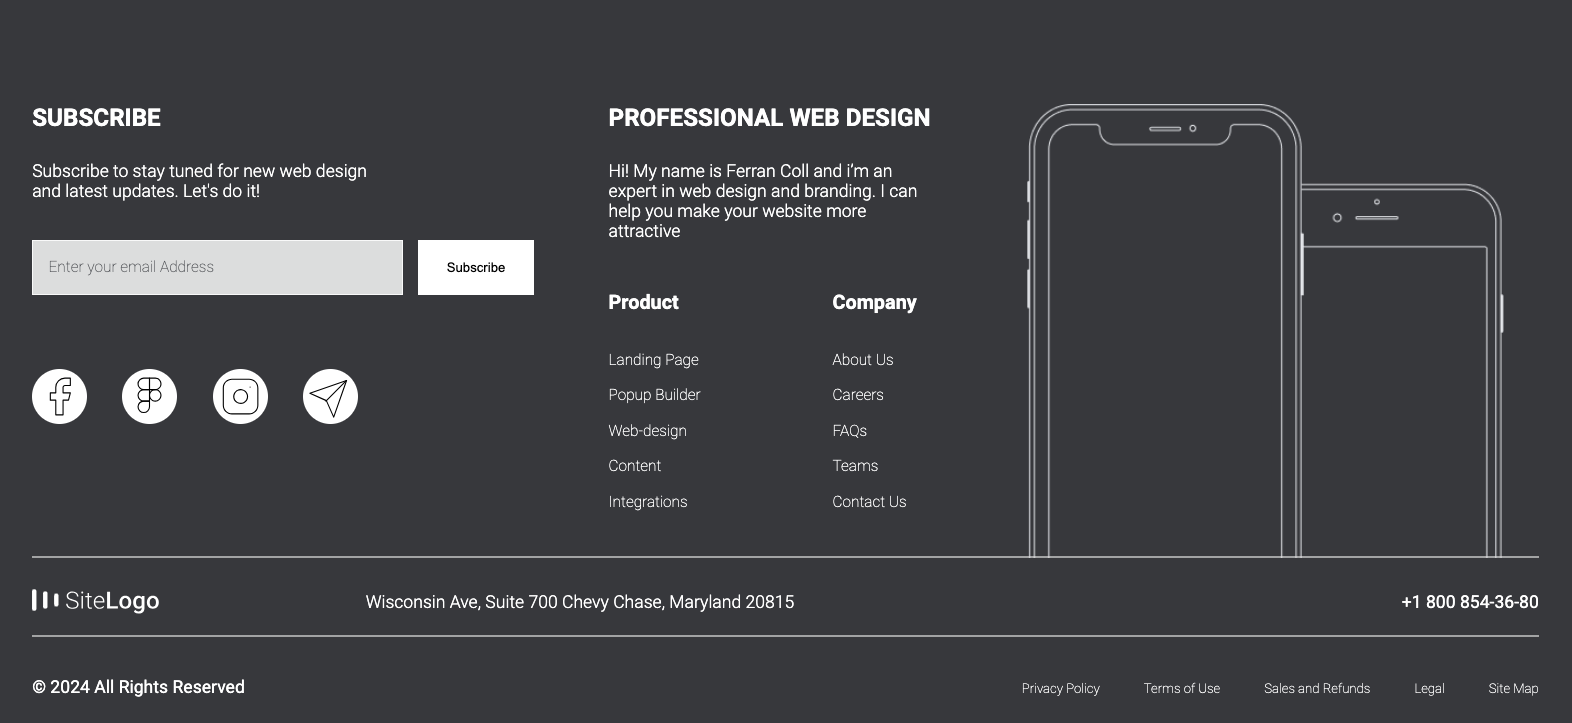 SUBSCRIBE
Subscribe to stay tuned for new web design
and latest updates. Let's do it!
Enter your email Address
Subscribe
PROFESSIONAL WEB DESIGN
Hi! My name is Ferran Coll and i’m an
expert in web design and branding. I can
help you make your website more
attractive
Product
Landing Page
Popup Builder
Web-design
Content
Integrations
Company
About Us
Careers
FAQs
Teams
Contact Us
SiteLogo
Wisconsin Ave, Suite 700 Chevy Chase, Maryland 20815
+1 800 854-36-80
© 2024 All Rights Reserved
Privacy Policy
Terms of Use
Sales and Refunds
Legal
Site Map